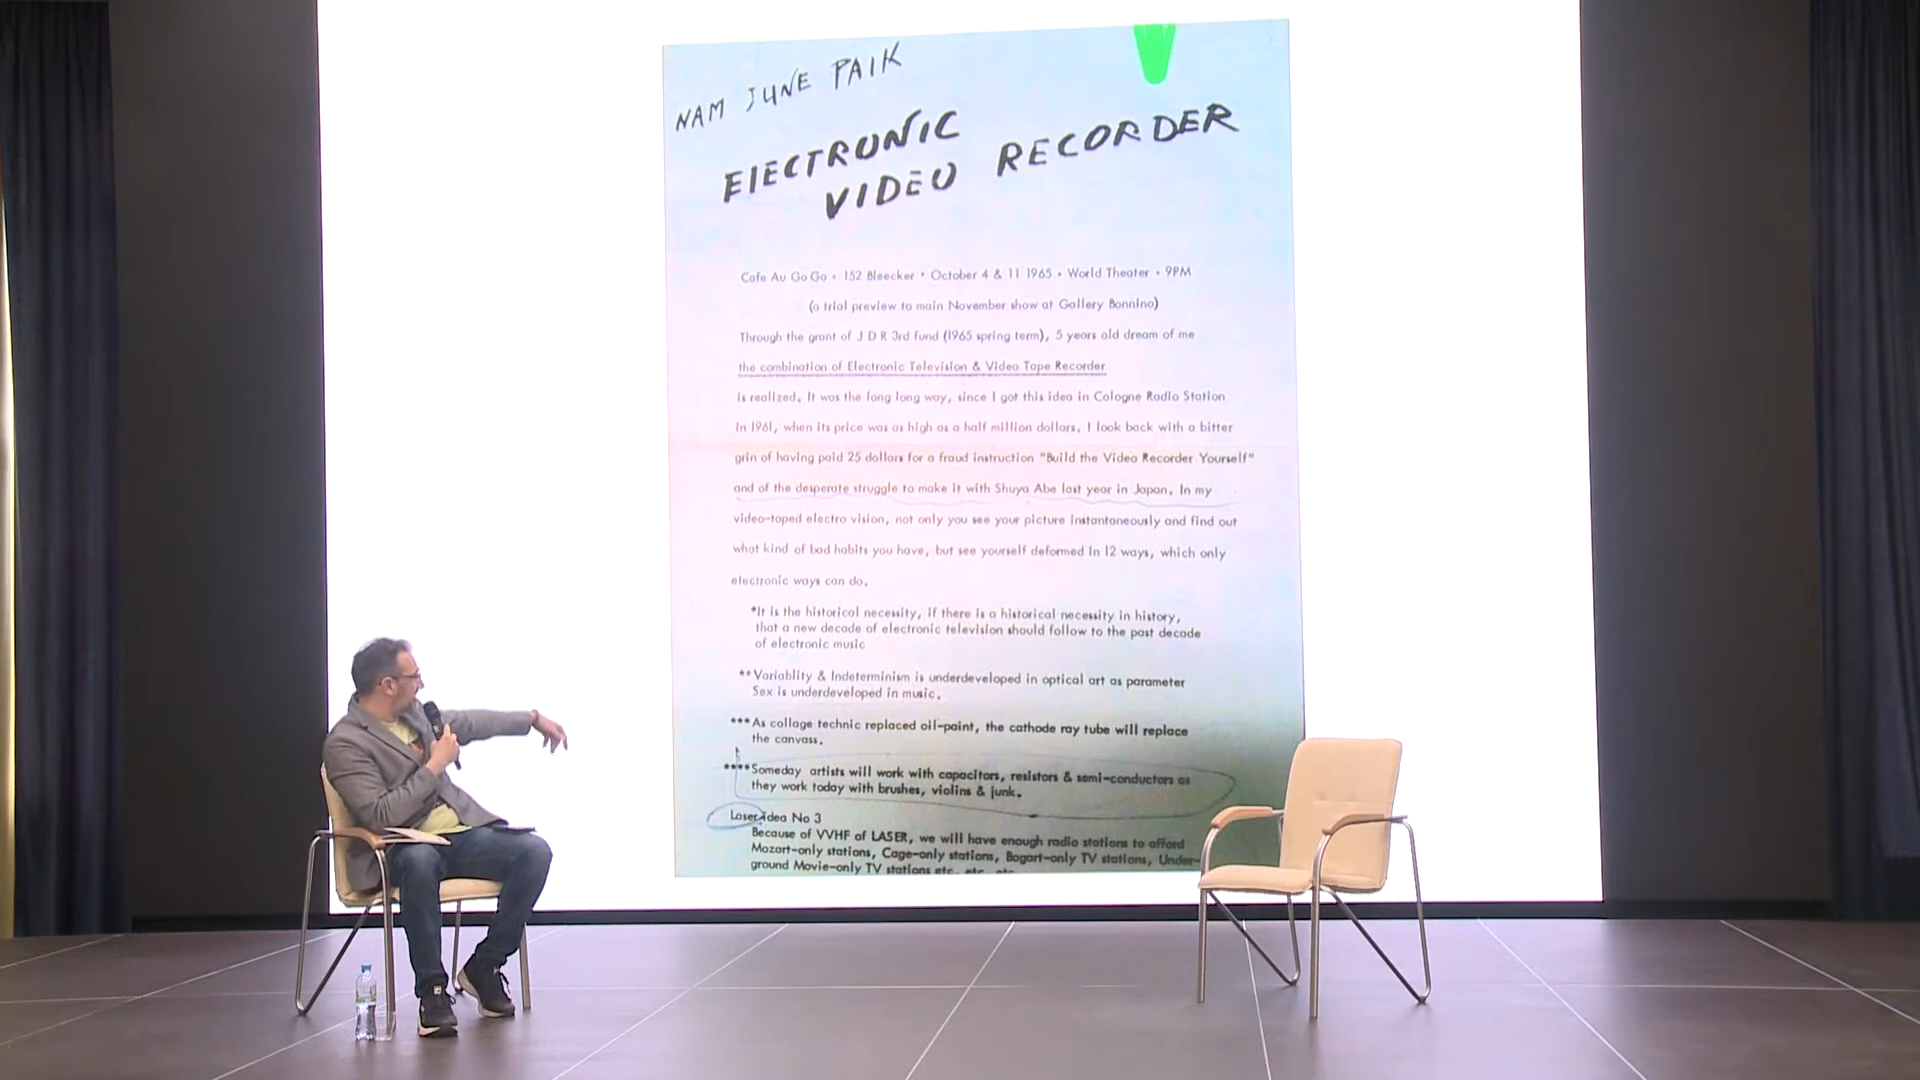 NAM JUNE PAIK
ELECTRONIC
VIDEO RECORDER
Cafe Au Go Go • 152 Bleecker • October 4 & 11 1965 • World Theater • 9PM
(a trial preview to main November show at Gallery Bonnino)
Through the grant of J D R 3rd fund (1965 spring term), 5 years old dream of me
the combination of Electronic Television & Video Tape Recorder
is realized. It was the long long way, since I got this idea in Cologne Radio Station
in 1961, when its price was as high as a half million dollars. I look back with a bitter
grin of having paid 25 dollars for a fraud instruction "Build the Video Recorder Yourself"
and of the desperate struggle to make it with Shuya Abe last year in Japan. In my
video-taped electro vision, not only you see your picture instantaneously and find out
what kind of bad habits you have, but see yourself deformed in 12 ways, which only
electronic ways can do.
*It is the historical necessity, if there is a historical necessity in history,
that a new decade of electronic television should follow to the past decade
of electronic music
**Variablity & Indeterminism is underdeveloped in optical art as parameter
Sex is underdeveloped in music.
***As collage technic replaced oil-paint, the cathode ray tube will replace
the canvass.
****Someday artists will work with capacitors, resistors & semi-conductors as
they work today with brushes, violins & junk.
Laser idea No 3
Because of VVHF of LASER, we will have enough radio stations to afford
Mozart-only stations, Cage-only stations, Bogart-only TV stations, Under-
ground Movie-only TV stations etc. etc. etc.